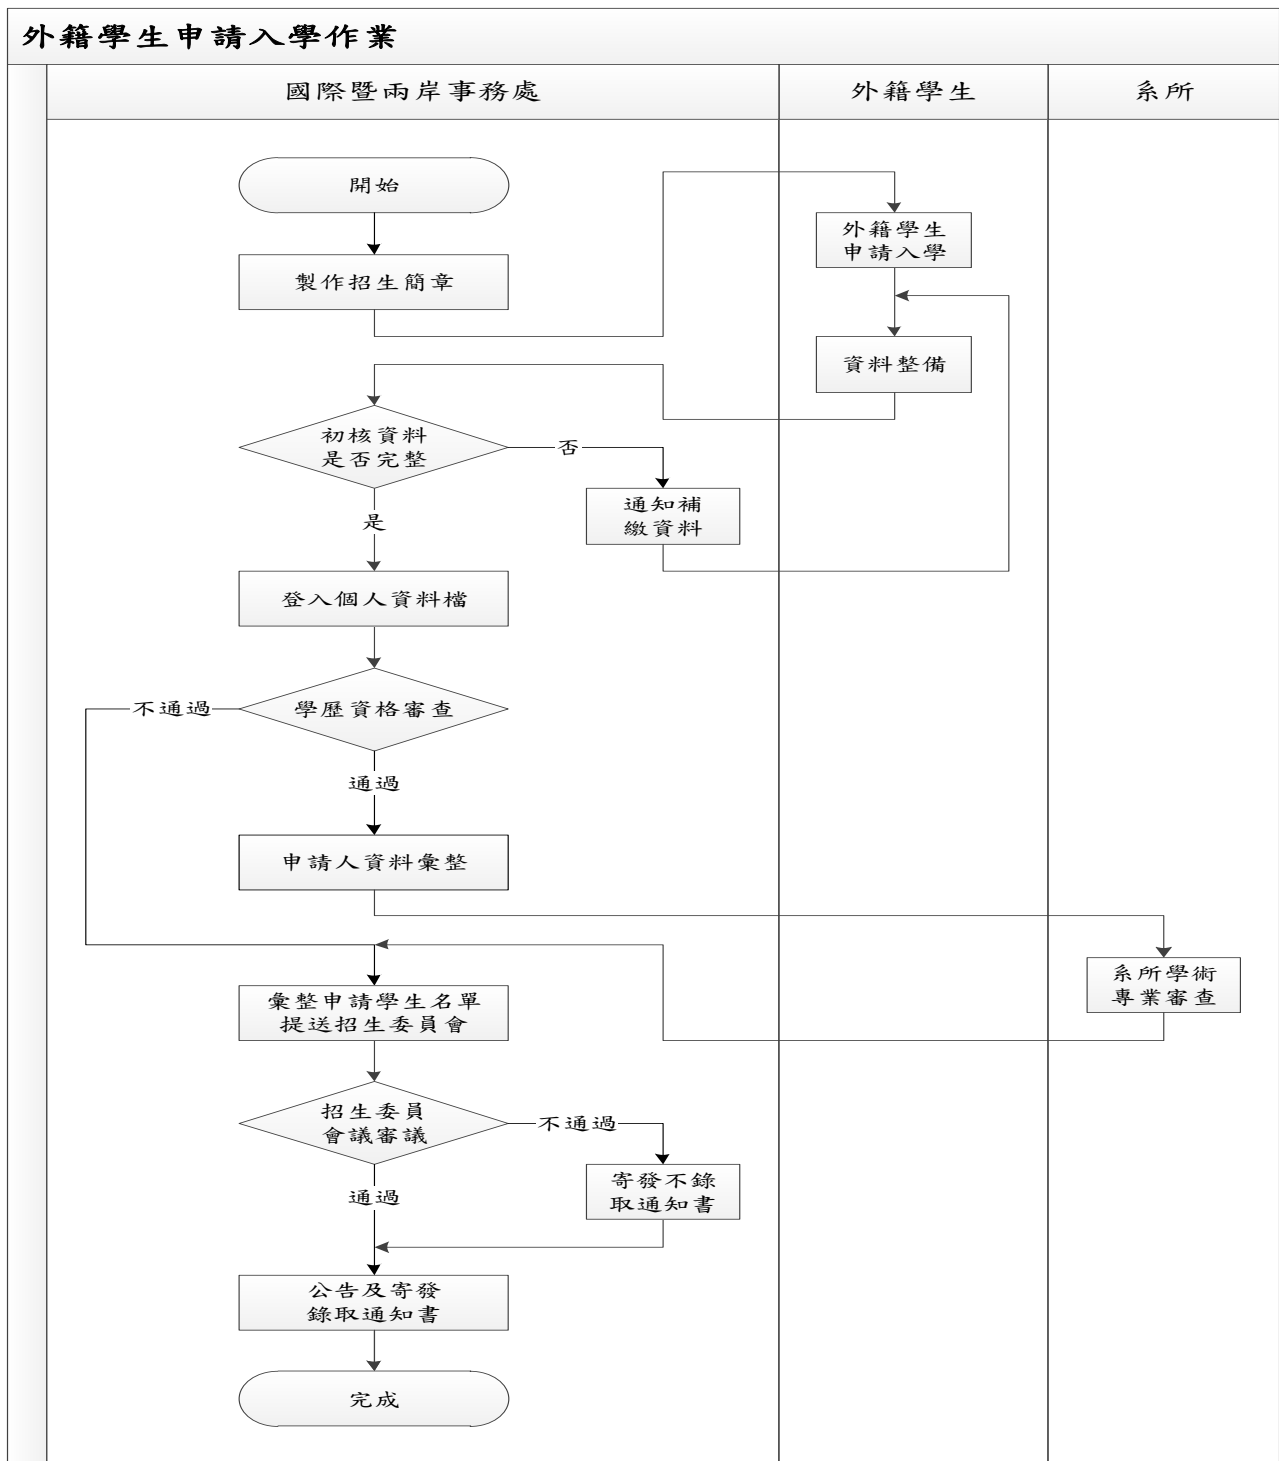 外籍學生申請入學作業
國際暨兩岸事務處
外籍學生
系所
開始
製作招生簡章
外籍學生
申請入學
資料整備
初核資料
是否完整
否
通知補
繳資料
是
登入個人資料檔
學歷資格審查
不通過
通過
申請人資料彙整
系所學術
專業審查
彙整申請學生名單
提送招生委員會
招生委員
會議審議
不通過
寄發不錄
取通知書
通過
公告及寄發
錄取通知書
完成